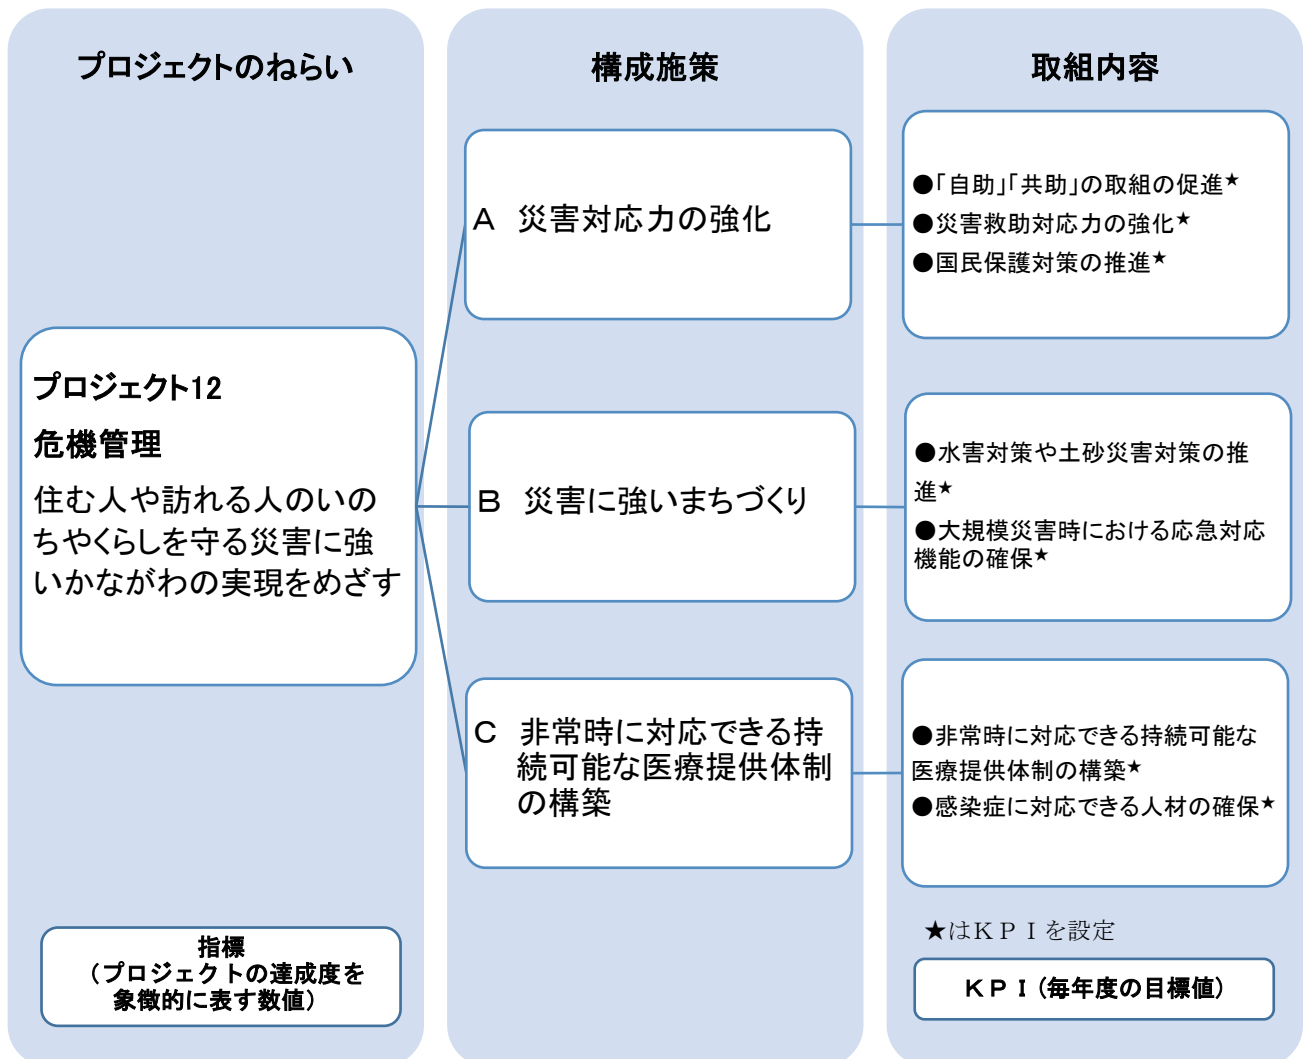 プロジェクトのねらい
プロジェクト12
危機管理
住む人や訪れる人のいの
ちやくらしを守る災害に強
いかながわの実現をめざす
指標
（プロジェクトの達成度を
象徴的に表す数値）
構成施策
A 災害対応力の強化
B 災害に強いまちづくり
C 非常時に対応できる持
続可能な医療提供体制
の構築
取組内容
●「自助」「共助」の取組の促進★
●災害救助対応力の強化★
●国民保護対策の推進★
●水害対策や土砂災害対策の推
進★
●大規模災害時における応急対応
機能の確保★
●非常時に対応できる持続可能な
医療提供体制の構築★
●感染症に対応できる人材の確保★
★はＫＰＩを設定
ＫＰＩ(毎年度の目標値)